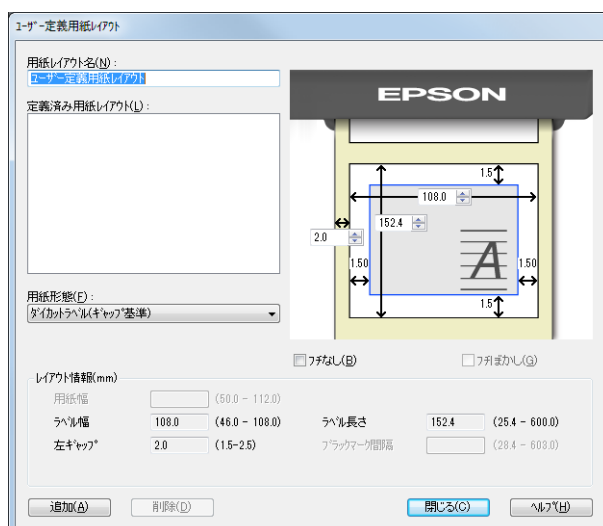 ユーザー定義用紙レイアウト
用紙レイアウト名(N) :
ユーザー定義用紙レイアウト
定義済み用紙レイアウト(L) :
EPSON
1.5
108.0
152.4
2.0
1.50
1.50
A
1.5
用紙形態(F) :
ダイカットラベル(ギャップ基準)
フチなし(B)
フチぼかし(G)
レイアウト情報(mm)
用紙幅 (50.0 - 112.0)
ラベル幅 108.0 (46.0 - 108.0) ラベル長さ 152.4 (25.4 - 600.0)
左ギャップ 2.0 (1.5-2.5) ブラックマーク間隔 (28.4 - 603.0)
追加(A) 削除(D) 閉じる(C) ヘルプ(H)